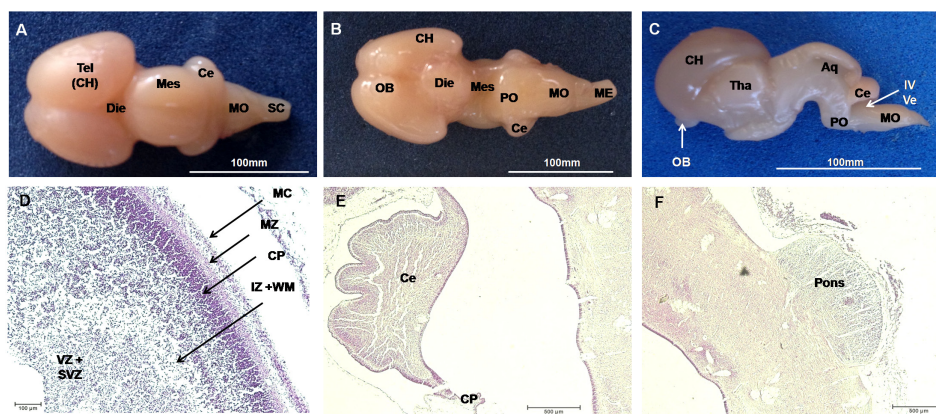 A
Tel
(CH)
Die
Mes
Ce
MO
SC
100mm
B
CH
OB
Die
Mes
PO
MO
ME
Ce
100mm
C
CH
Tha
Aq
Ce
IV
Ve
PO
MO
OB
100mm
D
MC
MZ
CP
IZ +WM
VZ +
SVZ
100 µm
E
Ce
CP
500 µm
F
Pons
500 µm